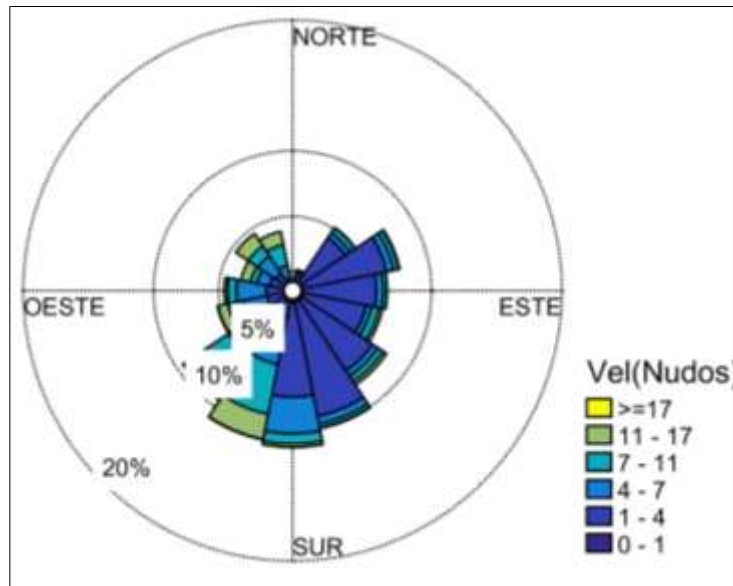 NORTE
OESTE
ESTE
5%
10%
20%
SUR
Vel(Nudos)
>=17
11 - 17
7 - 11
4 - 7
1 - 4
0 - 1